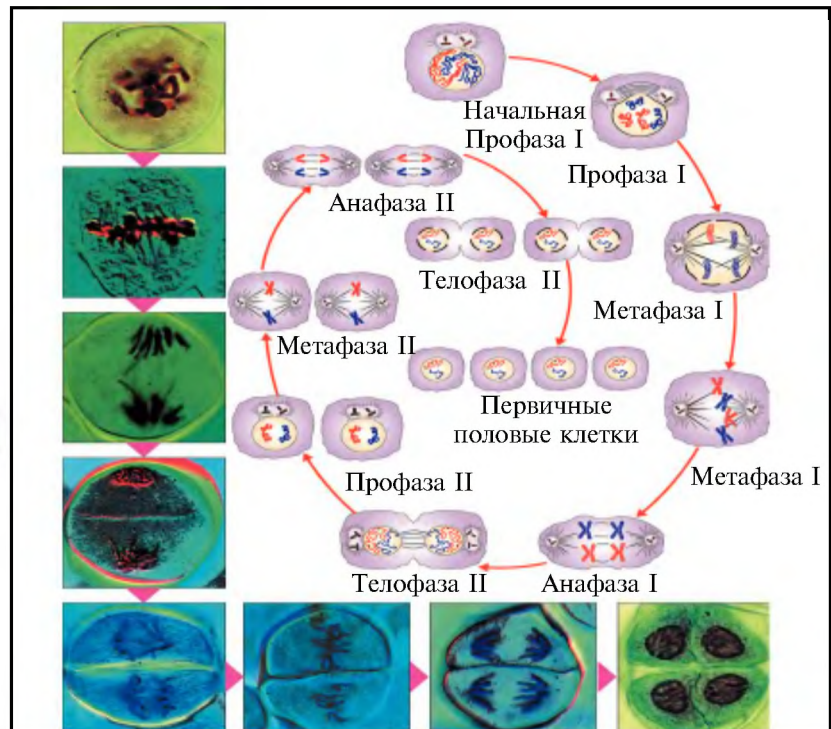 Начальная
Профаза I
Профаза I
Метафаза I
Метафаза I
Анафаза I
Телофаза II
Профаза II
Метафаза II
Анафаза II
Телофаза II
Первичные
половые клетки